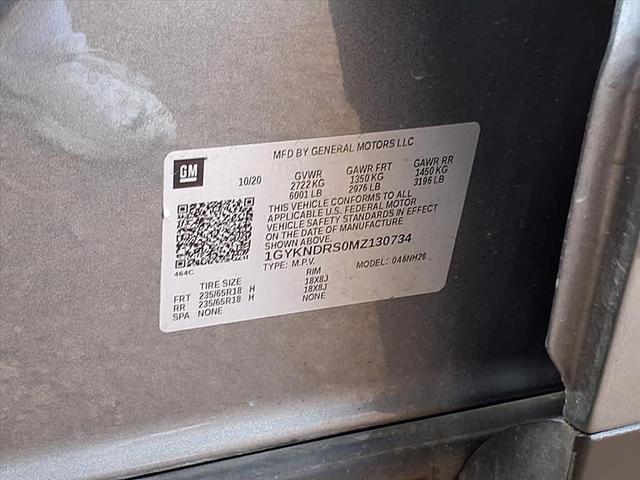 MFD BY GENERAL MOTORS LLC
GM
10/20 GVWR GAWR FRT GAWR RR
2722 KG 1350 KG 1450 KG
6001 LB 2976 LB 3196 LB
THIS VEHICLE CONFORMS TO ALL
APPLICABLE U.S. FEDERAL MOTOR
VEHICLE SAFETY STANDARDS IN EFFECT
ON THE DATE OF MANUFACTURE
SHOWN ABOVE.
1GYKNDRS0MZ130734
464C
TYPE: M.P.V. MODEL: 046NH26
TIRE SIZE RIM
FRT 235/65R18 H 18X8J
RR 235/65R18 H 18X8J
SPA NONE NONE